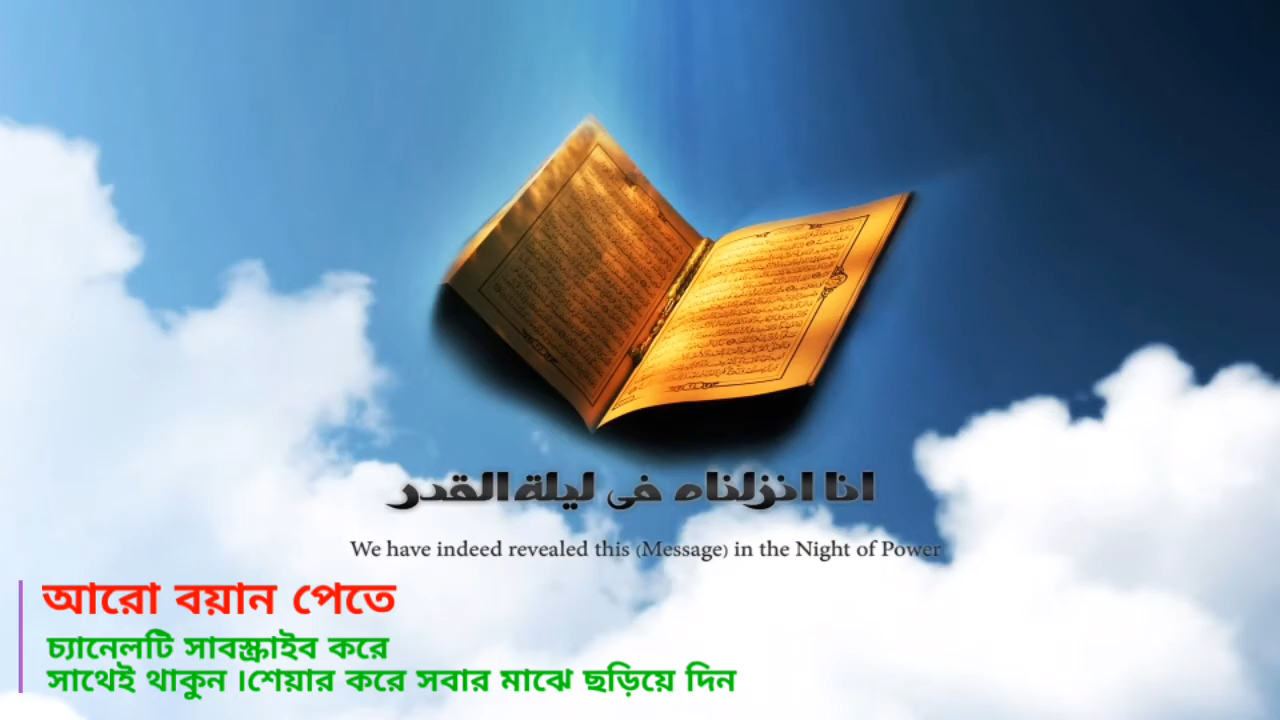 انا انزلناه فى ليلة القدر
We have indeed revealed this (Message) in the Night of Power
আরো বয়ান পেতে
চ্যানেলটি সাবস্ক্রাইব করে
সাথেই থাকুন ।শেয়ার করে সবার মাঝে ছড়িয়ে দিন